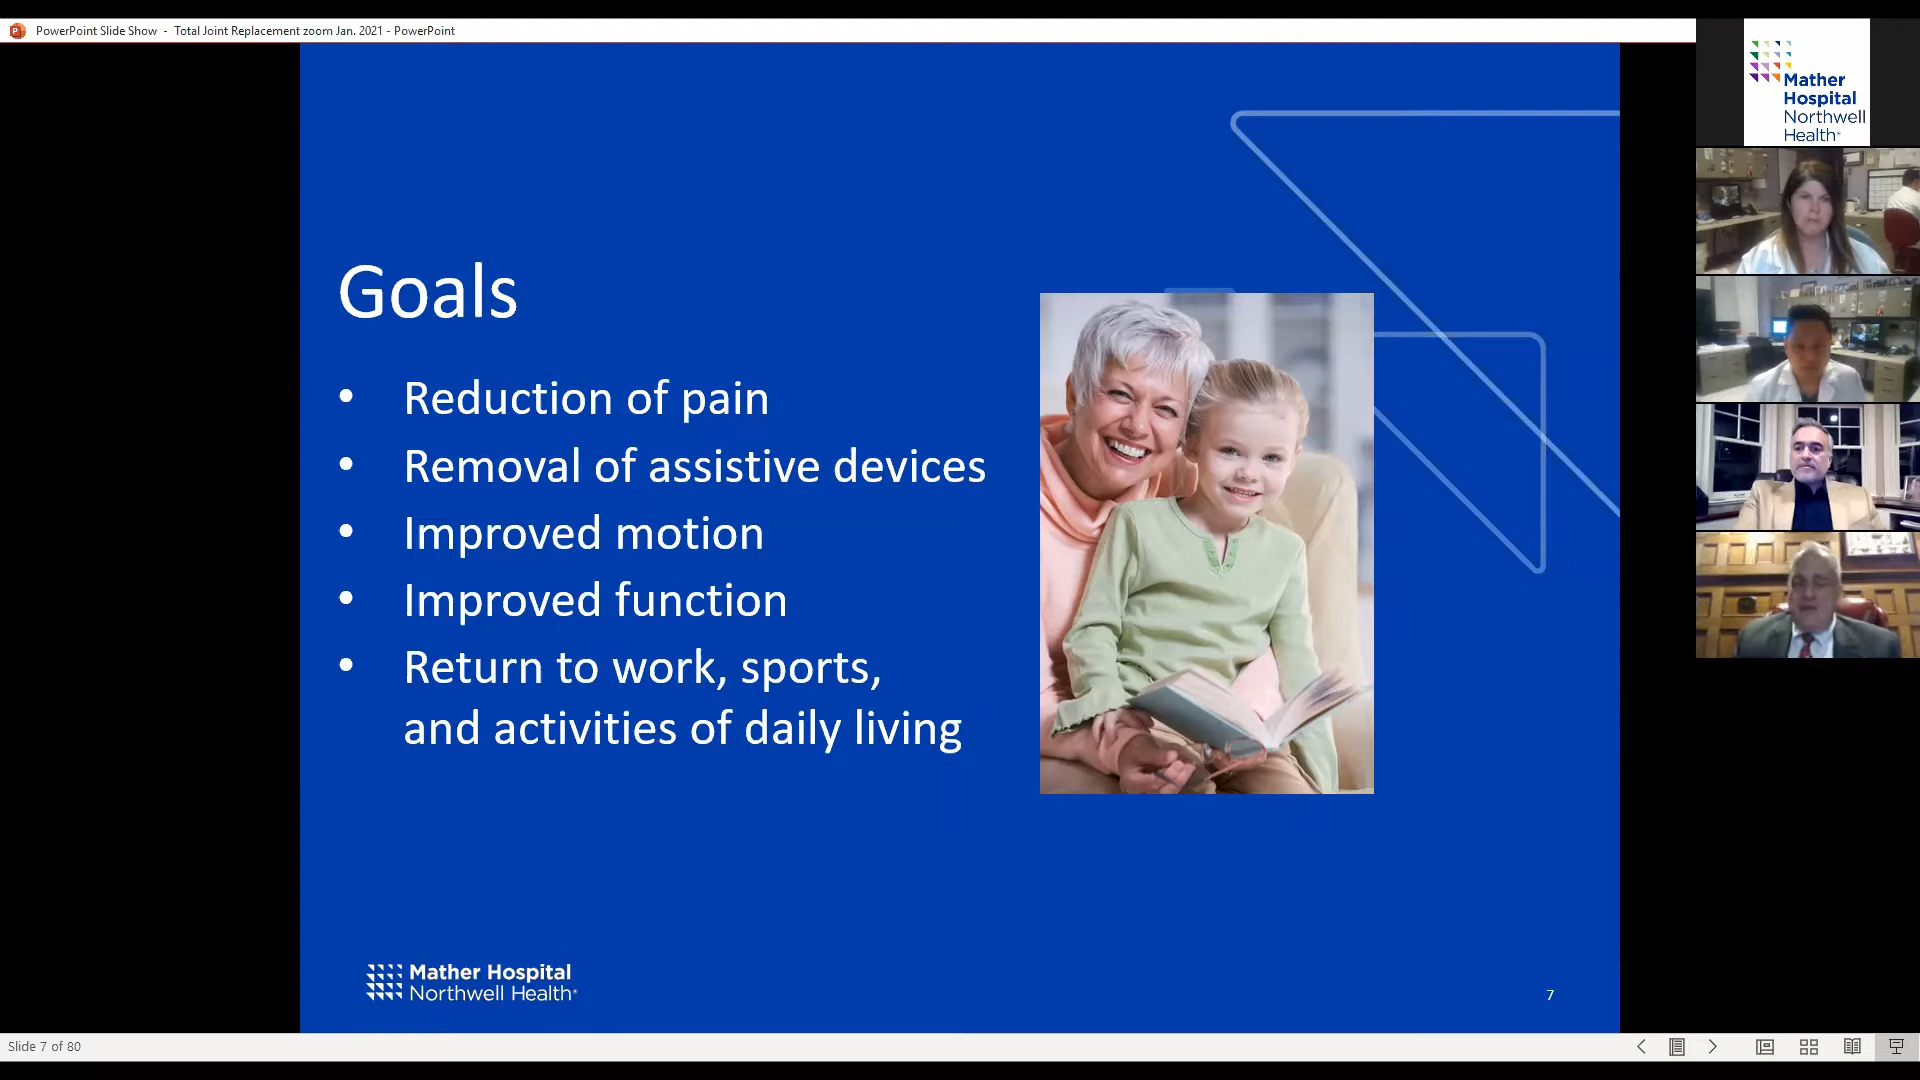 PowerPoint Slide Show - Total Joint Replacement zoom Jan. 2021 - PowerPoint
Mather
Hospital
Northwell
Health®
Goals
• Reduction of pain
• Removal of assistive devices
• Improved motion
• Improved function
• Return to work, sports,
and activities of daily living
Mather Hospital
Northwell Health®
7
Slide 7 of 80